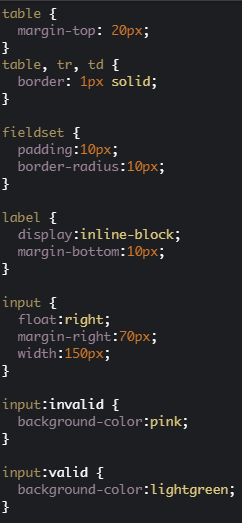 table {
  margin-top: 20px;
}
table, tr, td {
  border: 1px solid;
}

fieldset {
  padding:10px;
  border-radius:10px;
}

label {
  display:inline-block;
  margin-bottom:10px;
}

input {
  float:right;
  margin-right:70px;
  width:150px;
}

input:invalid {
  background-color:pink;
}

input:valid {
  background-color:lightgreen;
}